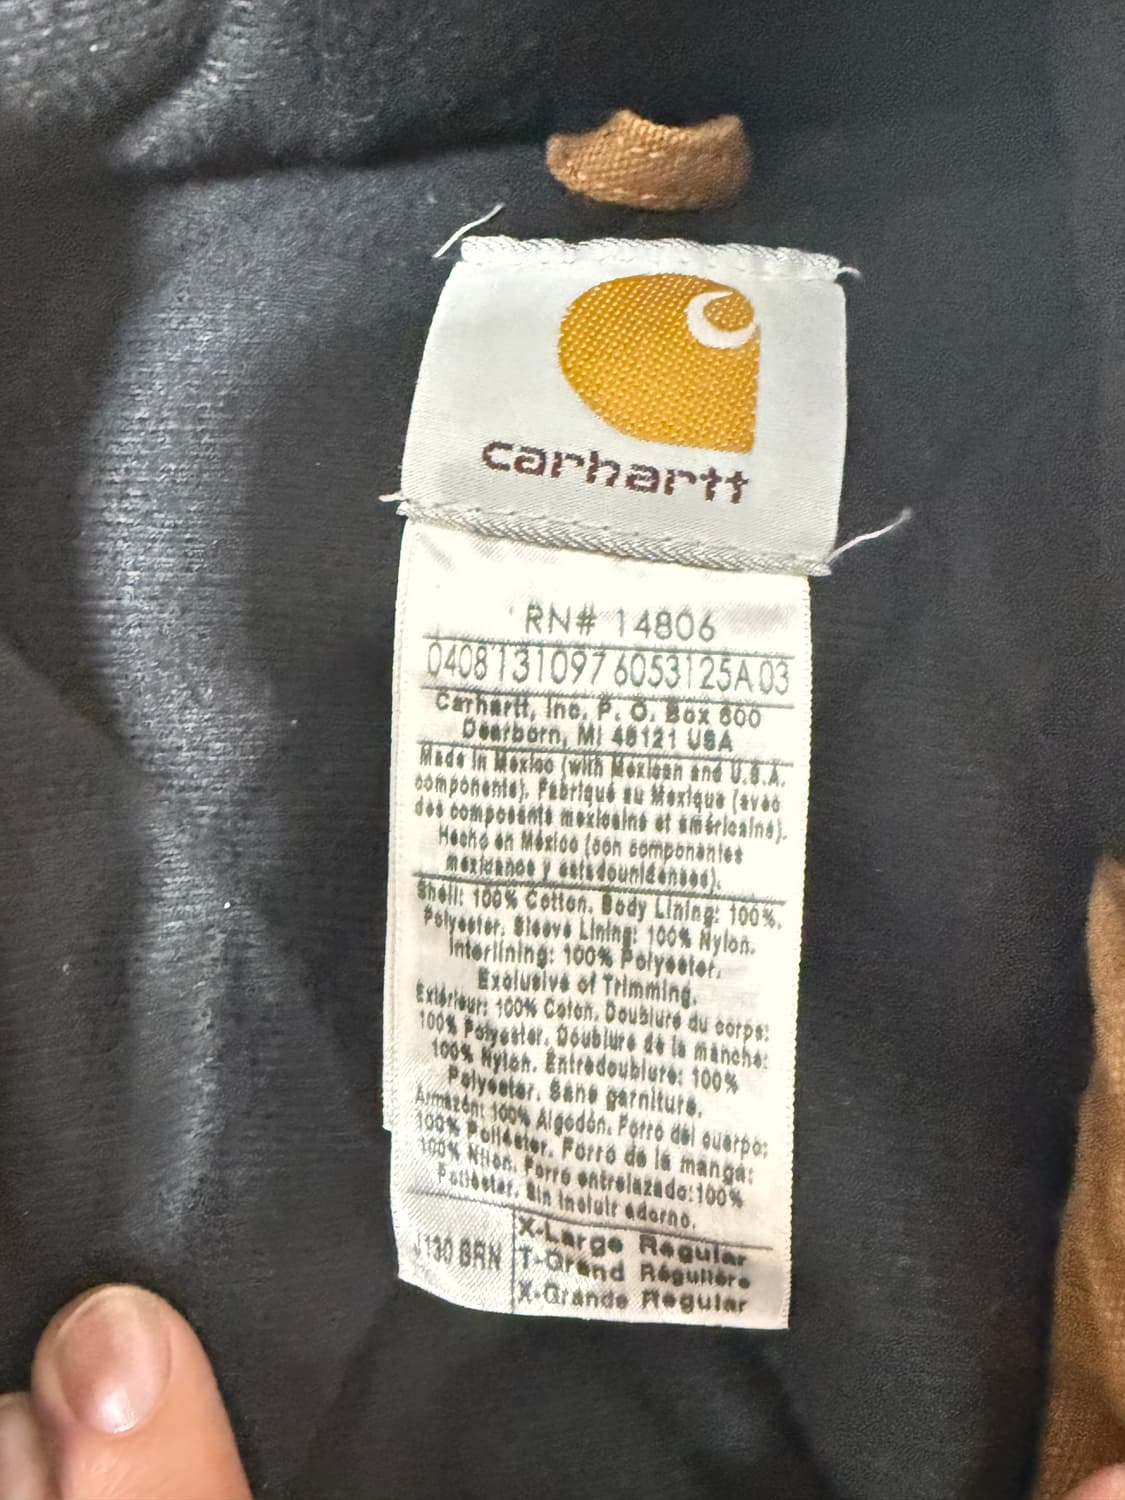 carhartt
RN# 14806
0408131097 6053125A 03
Carhartt, Inc. P. O. Box 600
Dearborn, MI 48121 USA
Made in Mexico (with Mexican and U.S.A.
components). Fabriqué au Mexique (avec
des composants mexicains et américains).
Hecho en México (con componentes
mexicanos y estadounidenses).
Shell: 100% Cotton. Body Lining: 100%.
Polyester. Sleeve Lining: 100% Nylon.
Interlining: 100% Polyester.
Exclusive of Trimming.
Extérieur: 100% Coton. Doublure du corps:
100% Polyester. Doublure de la manche:
100% Nylon. Entredoublure: 100%
Polyester. Sans garniture.
Armazón: 100% Algodón. Forro del cuerpo:
100% Poliéster. Forro de la manga:
100% Nilon. Forro entrelazado:100%
Poliéster. Sin incluir adorno.
J130 BRN
X-Large Regular
T-Grand Régulière
X-Grande Regular